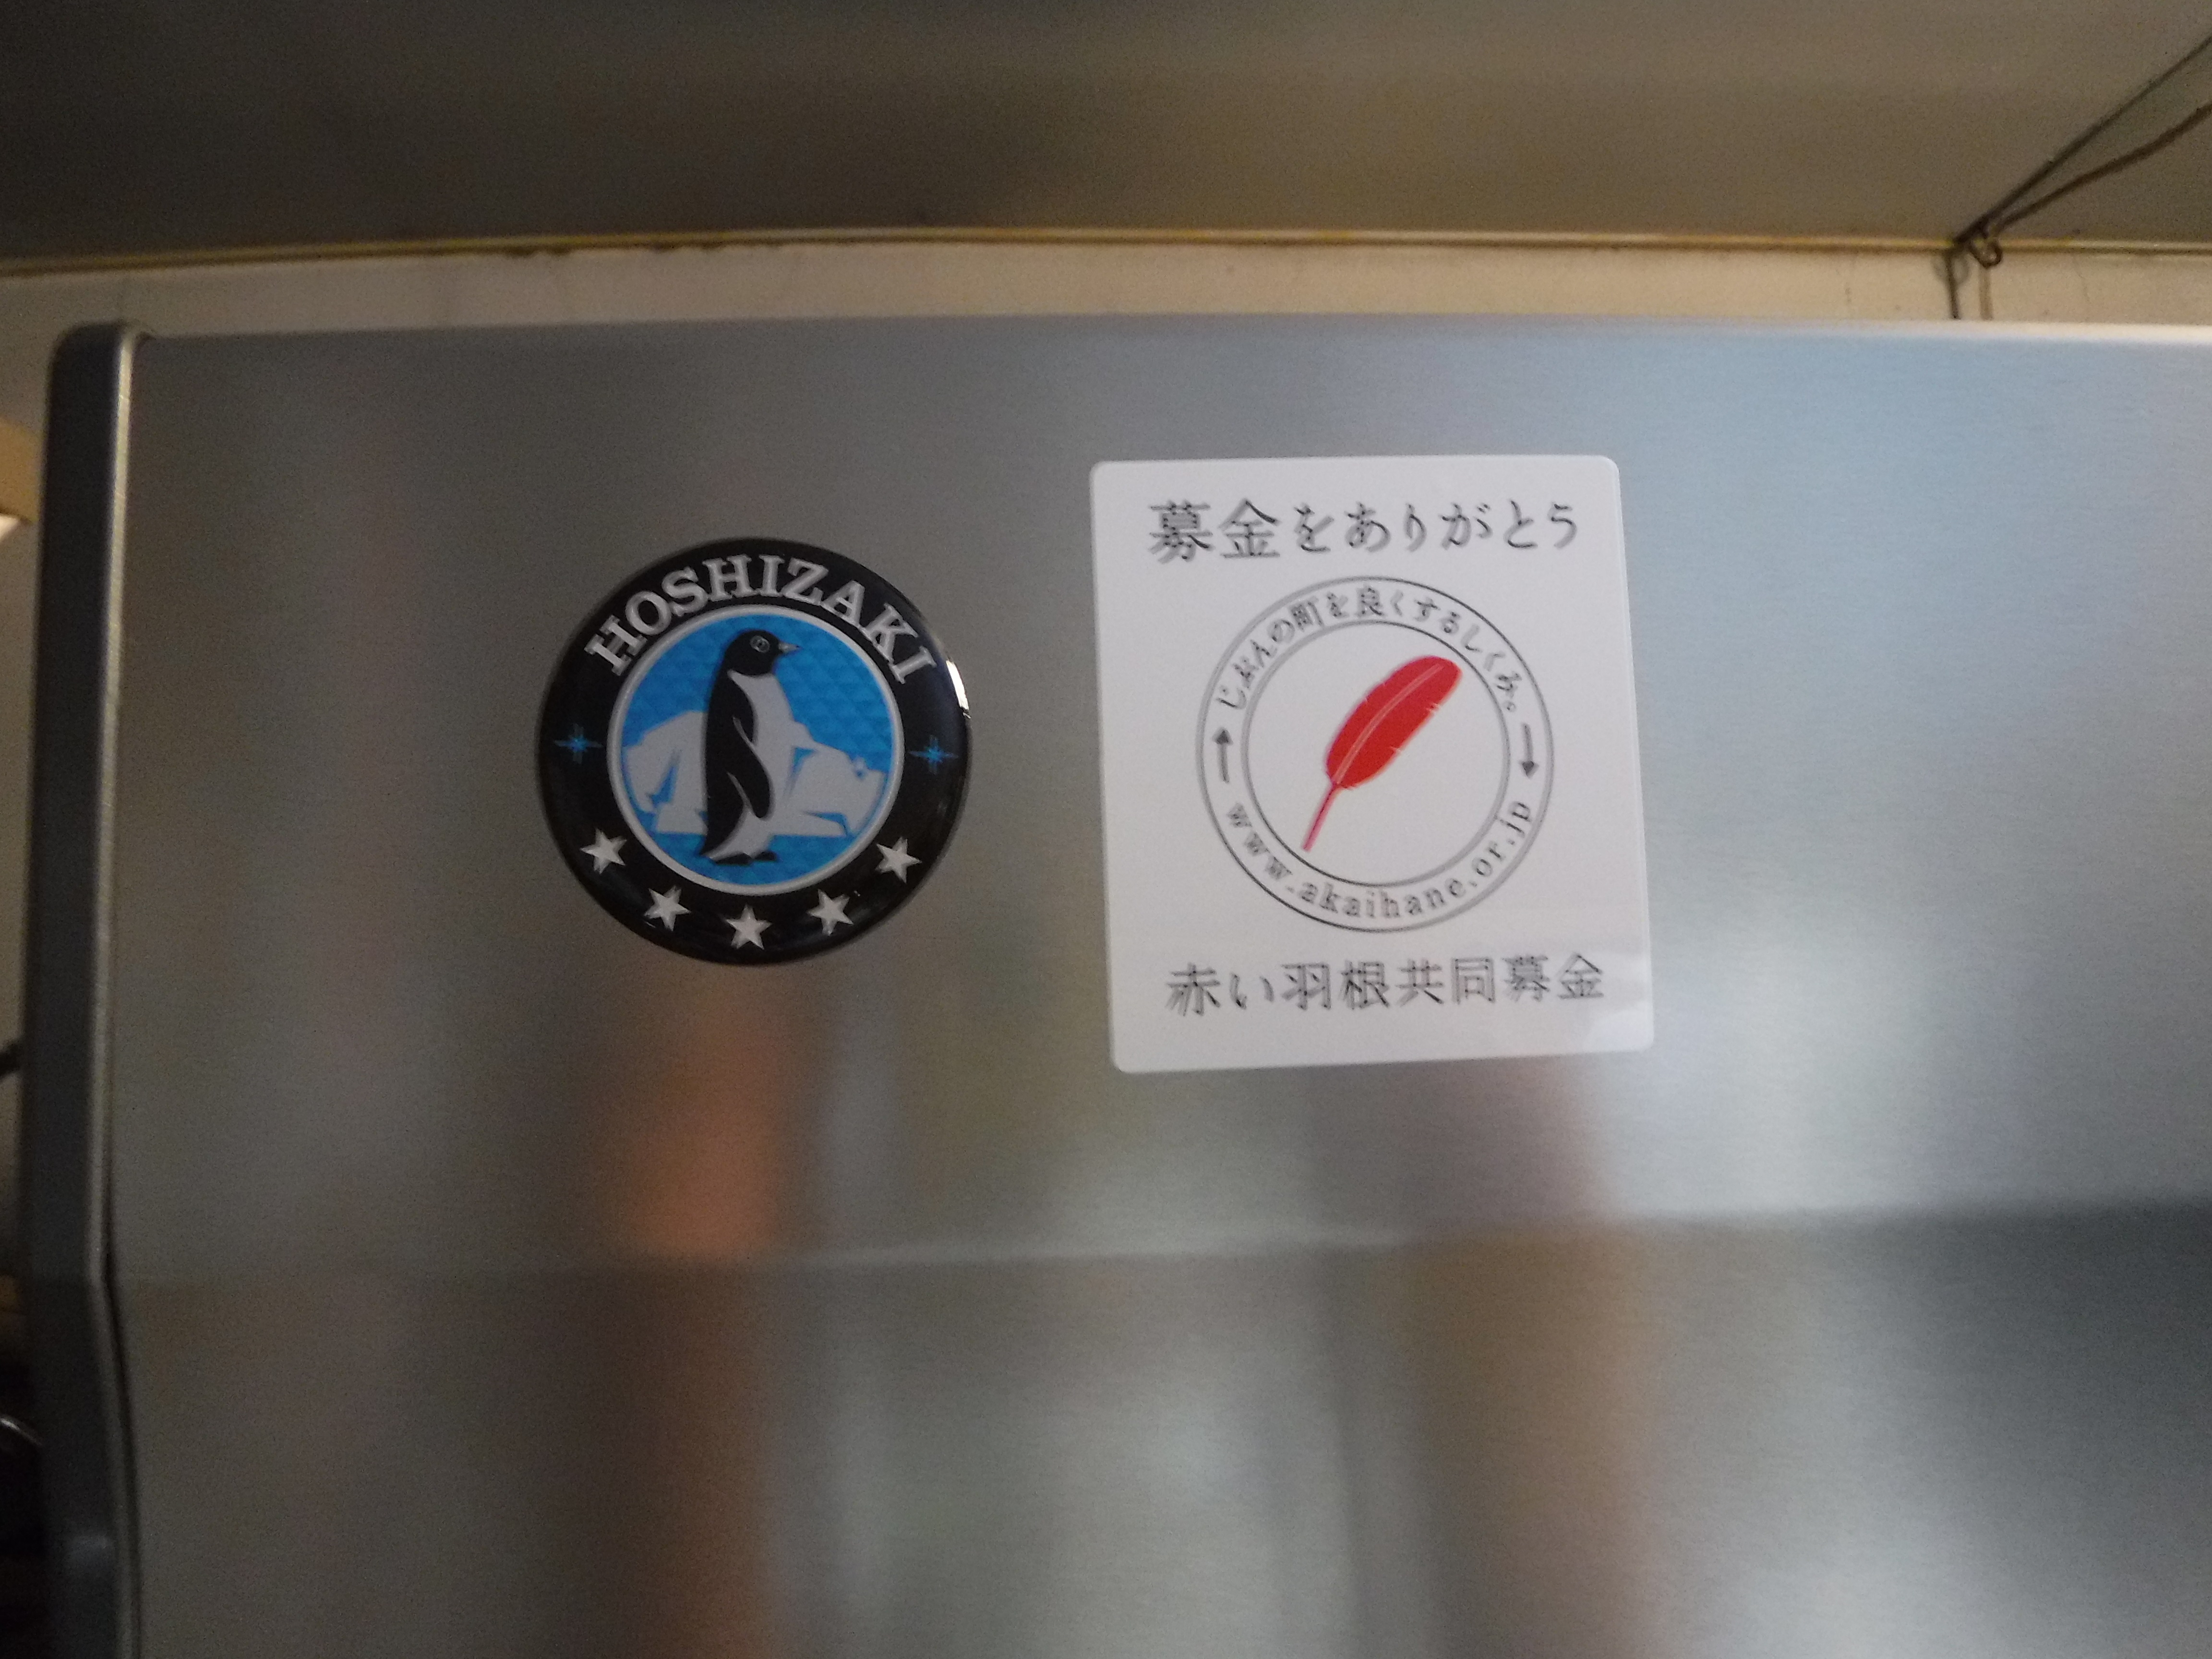 HOSHIZAKI
募金をありがとう
じぶんの町を良くするしくみ。
www.akaihane.or.jp
赤い羽根共同募金